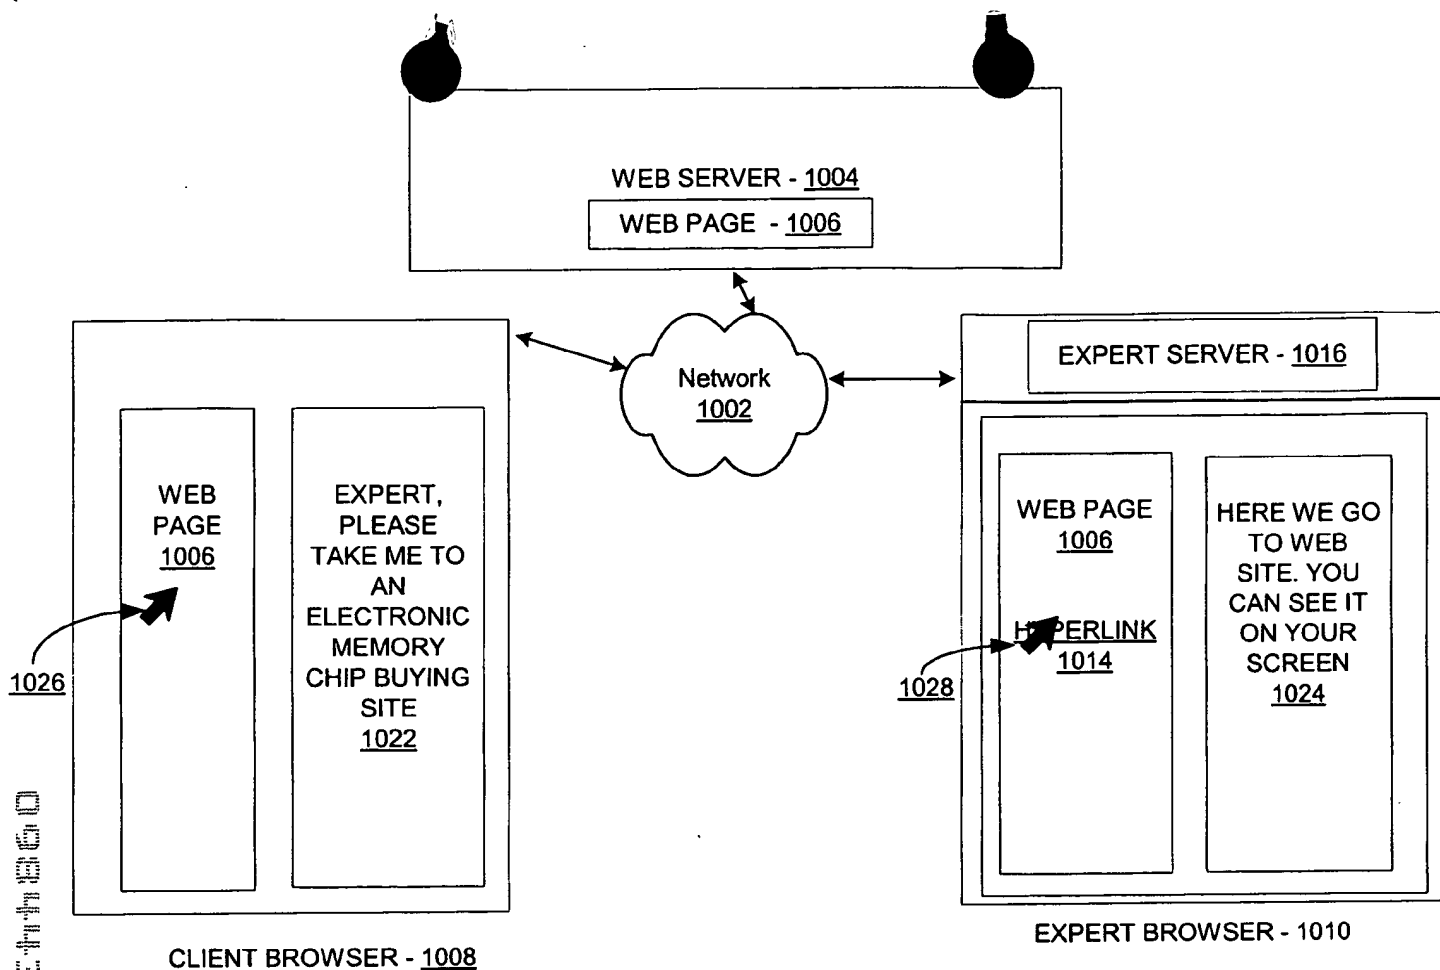 WEB SERVER - 1004
WEB PAGE - 1006
Network
1002
EXPERT SERVER - 1016
WEB
PAGE
1006
EXPERT,
PLEASE
TAKE ME TO
AN
ELECTRONIC
MEMORY
CHIP BUYING
SITE
1022
1026
WEB PAGE
1006
HYPERLINK
1014
1028
HERE WE GO
TO WEB
SITE. YOU
CAN SEE IT
ON YOUR
SCREEN
1024
CLIENT BROWSER - 1008
EXPERT BROWSER - 1010